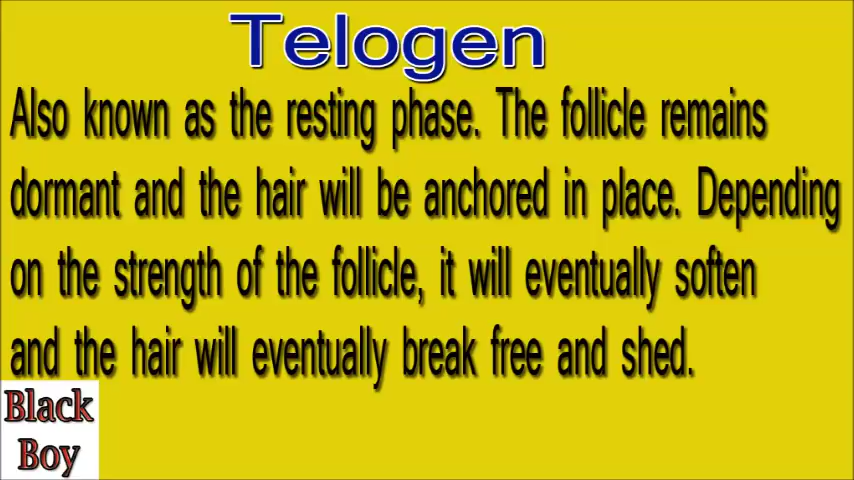 Telogen
Also known as the resting phase. The follicle remains
dormant and the hair will be anchored in place. Depending
on the strength of the follicle, it will eventually soften
and the hair will eventually break free and shed.
Black
Boy